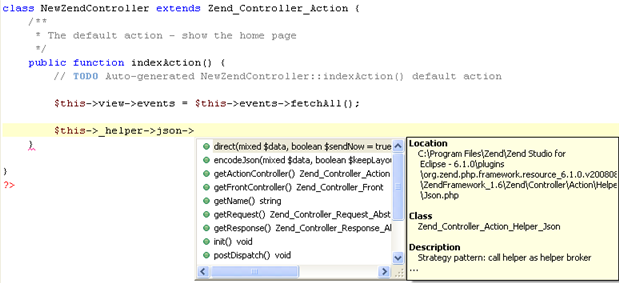 class NewZendController extends Zend_Controller_Action {
/**
* The default action - show the home page
*/
public function indexAction() {
// TODO Auto-generated NewZendController::indexAction() default action
$this->view->events = $this->events->fetchAll();
$this->_helper->json->
}
}
?>
direct(mixed $data, boolean $sendNow = true
encodeJson(mixed $data, boolean $keepLayou
getActionController() Zend_Controller_Action
getFrontController() Zend_Controller_Front
getName() string
getRequest() Zend_Controller_Request_Abst
getResponse() Zend_Controller_Response_Al
init() void
postDispatch() void
Location
C:\Program Files\Zend\Zend Studio for
Eclipse - 6.1.0\plugins
\org.zend.php.framework.resource_6.1.0.v200808
\ZendFramework_1.6\Zend\Controller\Action\Helpe
\Json.php
Class
Zend_Controller_Action_Helper_Json
Description
Strategy pattern: call helper as helper broker
...